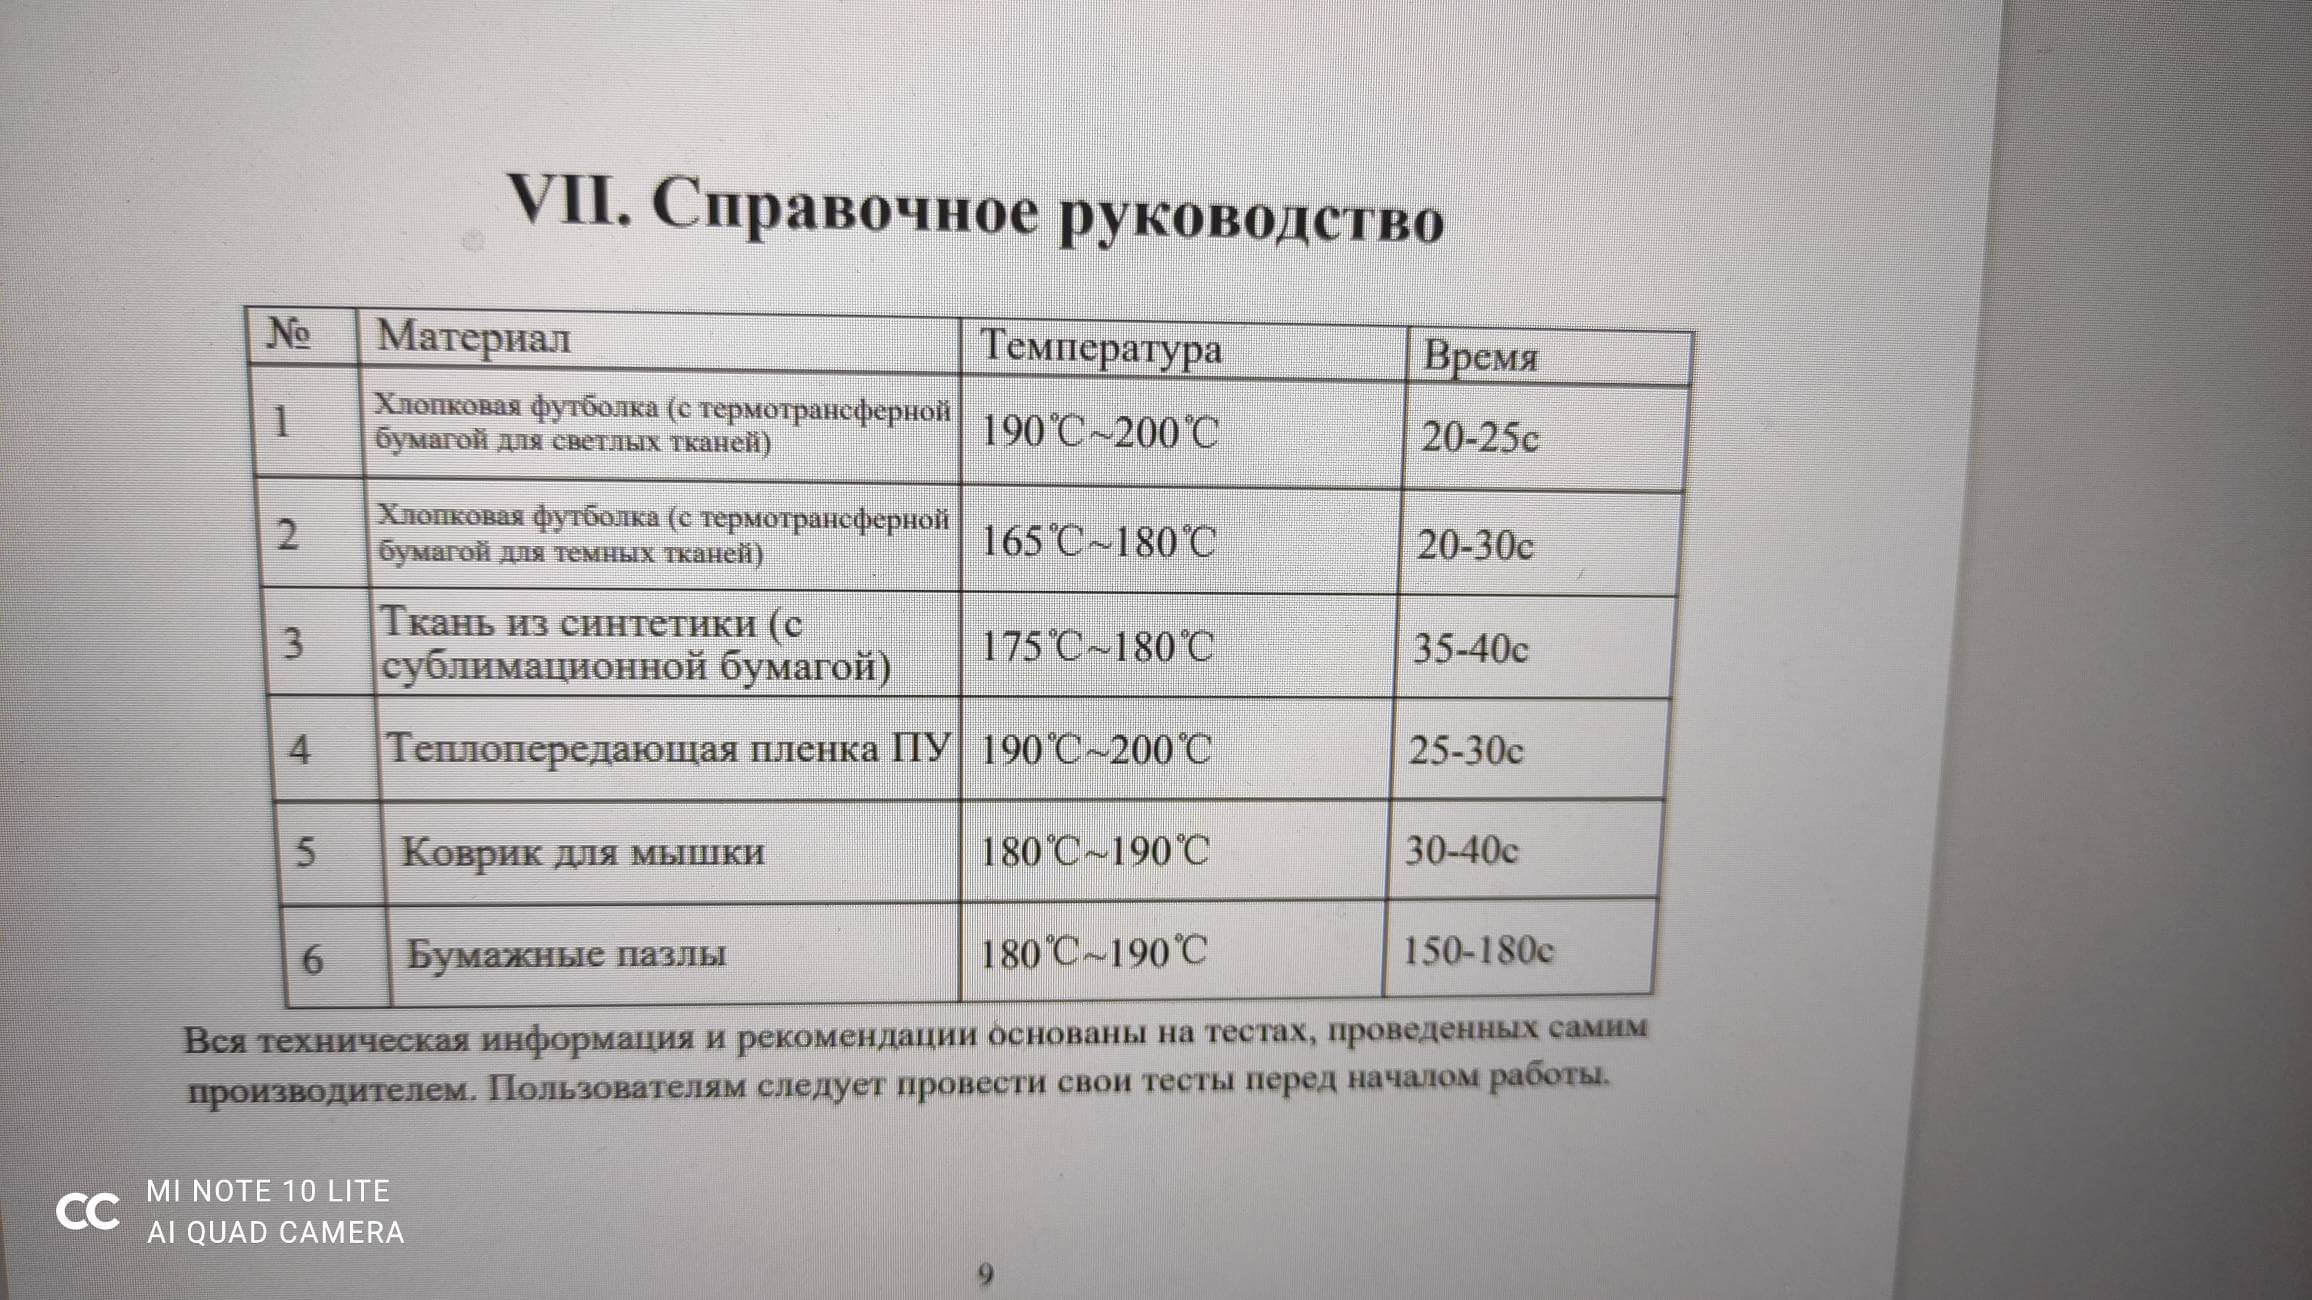 VII. Справочное руководство
№ Материал Температура Время
1 Хлопковая футболка (с термотрансферной бумагой для светлых тканей) 190℃~200℃ 20-25с
2 Хлопковая футболка (с термотрансферной бумагой для темных тканей) 165℃~180℃ 20-30с
3 Ткань из синтетики (с сублимационной бумагой) 175℃~180℃ 35-40с
4 Теплопередающая пленка ПУ 190℃~200℃ 25-30с
5 Коврик для мышки 180℃~190℃ 30-40с
6 Бумажные пазлы 180℃~190℃ 150-180с
Вся техническая информация и рекомендации основаны на тестах, проведенных самим
производителем. Пользователям следует провести свои тесты перед началом работы.
MI NOTE 10 LITE
AI QUAD CAMERA
9